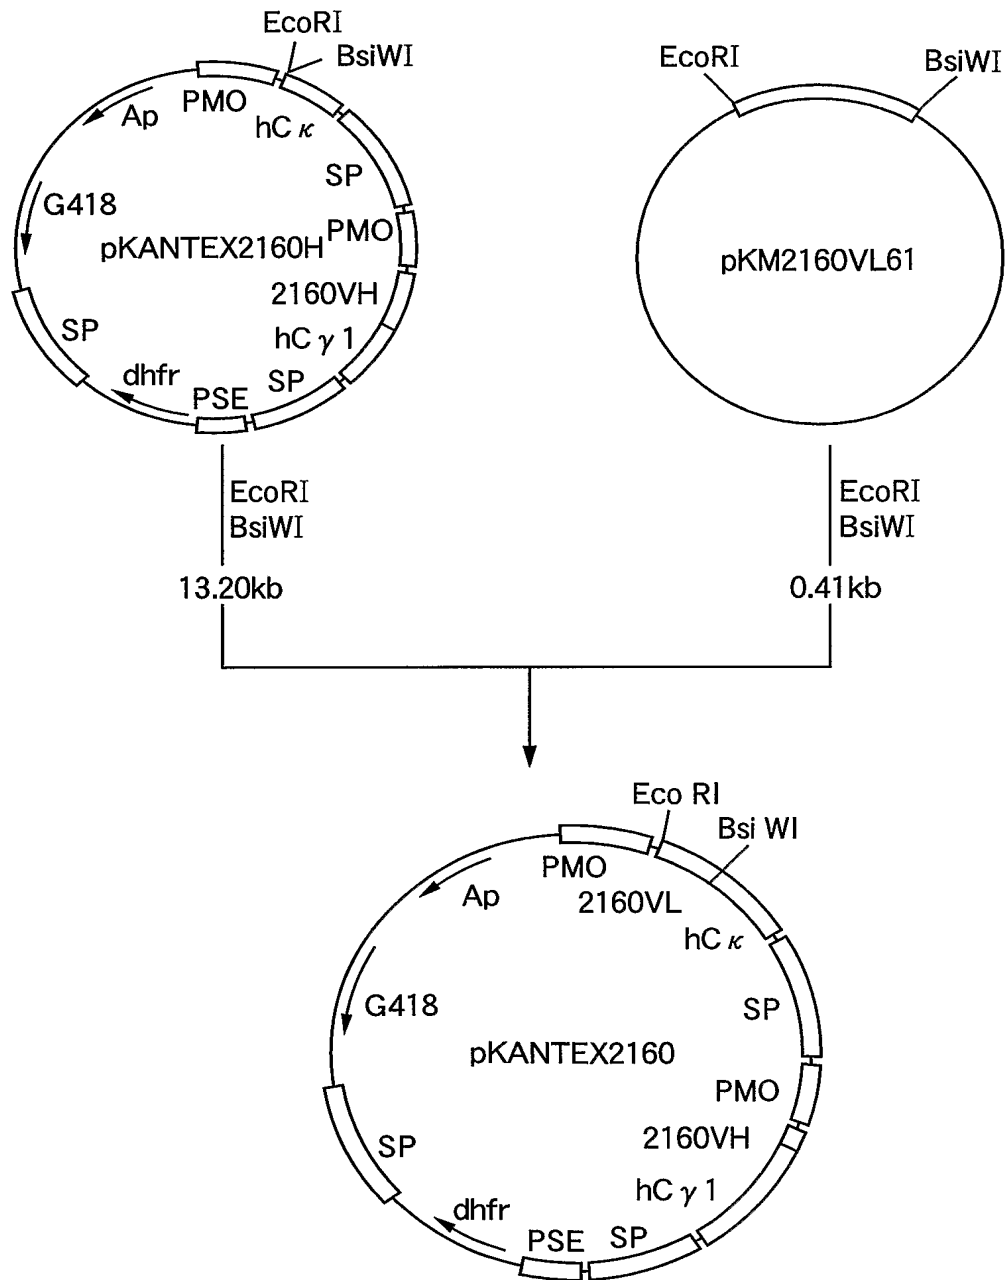 EcoRI
BsiWI
PMO
Ap
hCκ
SP
G418
PMO
pKANTEX2160H
2160VH
hCγ1
SP
dhfr
SP
PSE
EcoRI
BsiWI
pKM2160VL61
EcoRI
BsiWI
13.20kb
EcoRI
BsiWI
0.41kb
Eco RI
Bsi WI
PMO
Ap
2160VL
hCκ
G418
SP
pKANTEX2160
PMO
2160VH
SP
hCγ1
dhfr
PSE
SP